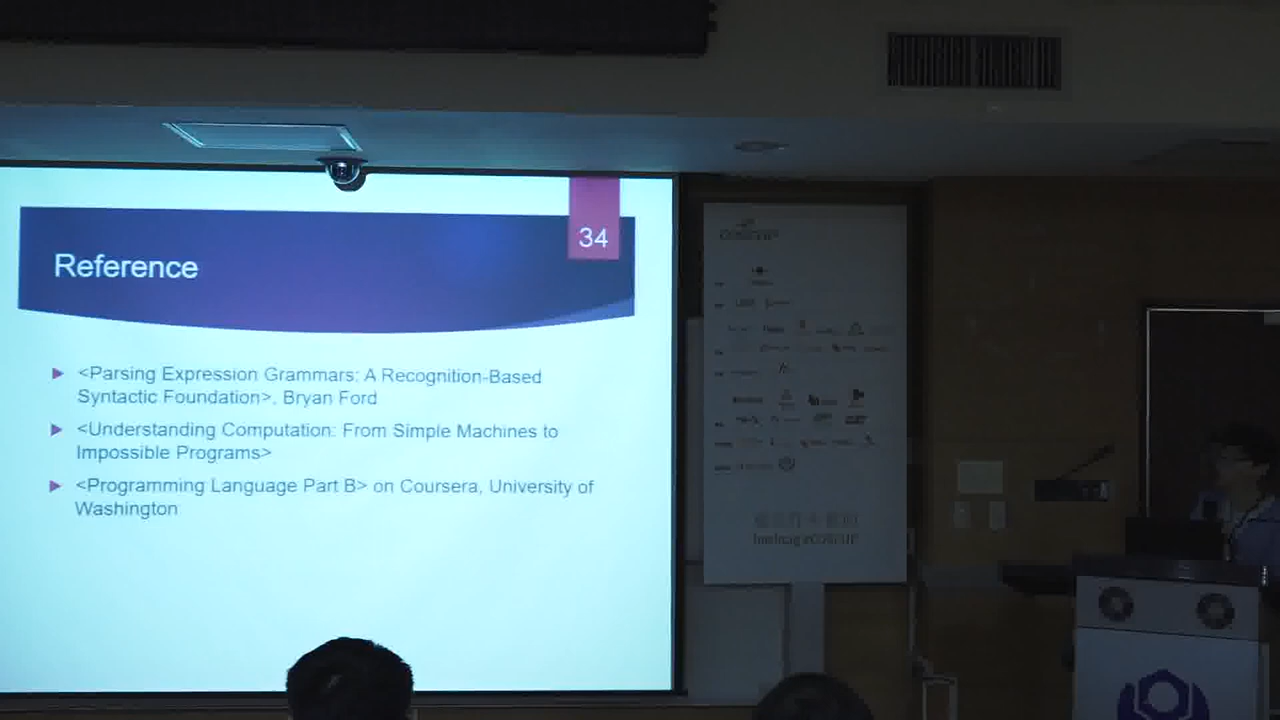 34
Reference
<Parsing Expression Grammars: A Recognition-Based
Syntactic Foundation>, Bryan Ford
<Understanding Computation: From Simple Machines to
Impossible Programs>
<Programming Language Part B> on Coursera, University of
Washington